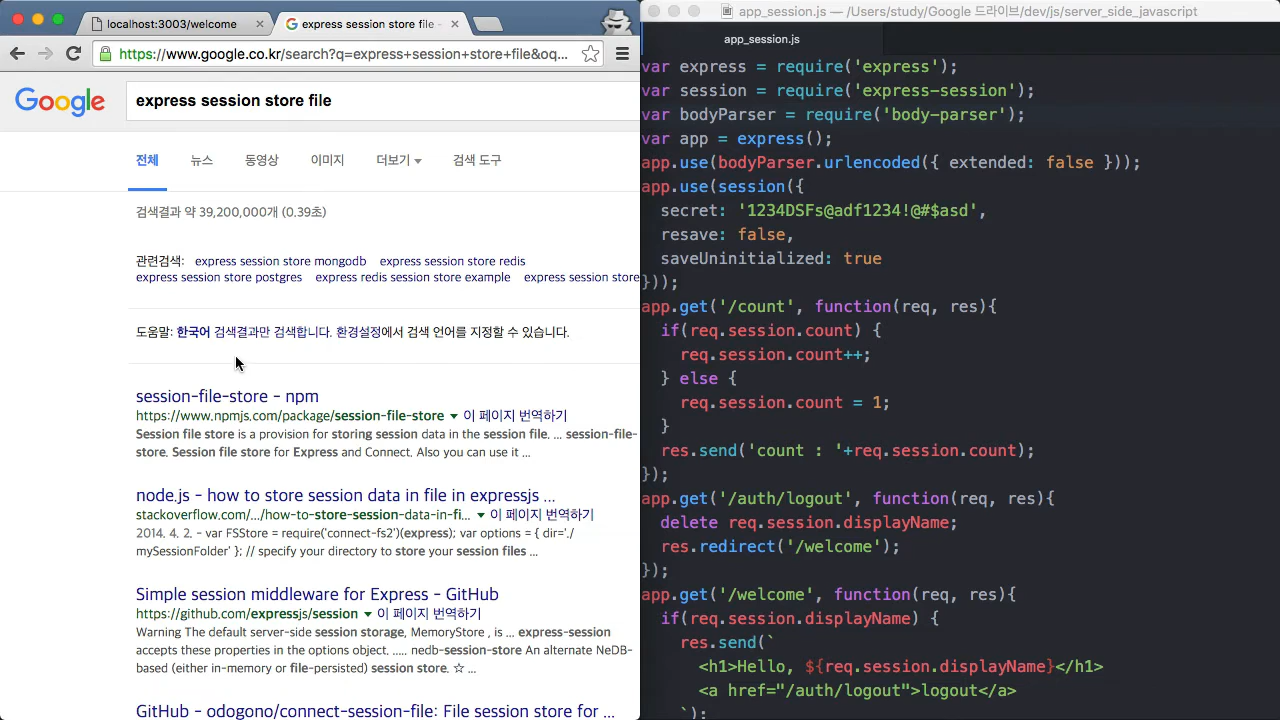 localhost:3003/welcome
express session store file -
https://www.google.co.kr/search?q=express+session+store+file&oq...
Google
express session store file
전체 뉴스 동영상 이미지 더보기 검색 도구
검색결과 약 39,200,000개 (0.39초)
관련검색: express session store mongodb express session store redis
express session store postgres express redis session store example express session store
도움말: 한국어 검색결과만 검색합니다. 환경설정에서 검색 언어를 지정할 수 있습니다.
session-file-store - npm
https://www.npmjs.com/package/session-file-store 이 페이지 번역하기
Session file store is a provision for storing session data in the session file. ... session-file-
store. Session file store for Express and Connect. Also you can use it ...
node.js - how to store session data in file in expressjs ...
stackoverflow.com/.../how-to-store-session-data-in-fi... 이 페이지 번역하기
2014. 4. 2. - var FSStore = require('connect-fs2')(express); var options = { dir='./
mySessionFolder' }; // specify your directory to store your session files ...
Simple session middleware for Express - GitHub
https://github.com/expressjs/session 이 페이지 번역하기
Warning The default server-side session storage, MemoryStore , is ... express-session
accepts these properties in the options object. ..... nedb-session-store An alternate NeDB-
based (either in-memory or file-persisted) session store. ☆ ...
GitHub - odogono/connect-session-file: File session store for ...
app_session.js — /Users/study/Google 드라이브/dev/js/server_side_javascript
app_session.js
var express = require('express');
var session = require('express-session');
var bodyParser = require('body-parser');
var app = express();
app.use(bodyParser.urlencoded({ extended: false }));
app.use(session({
  secret: '1234DSFs@adf1234!@#$asd',
  resave: false,
  saveUninitialized: true
}));
app.get('/count', function(req, res){
  if(req.session.count) {
    req.session.count++;
  } else {
    req.session.count = 1;
  }
  res.send('count : '+req.session.count);
});
app.get('/auth/logout', function(req, res){
  delete req.session.displayName;
  res.redirect('/welcome');
});
app.get('/welcome', function(req, res){
  if(req.session.displayName) {
    res.send(`
      <h1>Hello, ${req.session.displayName}</h1>
      <a href="/auth/logout">logout</a>
    `);